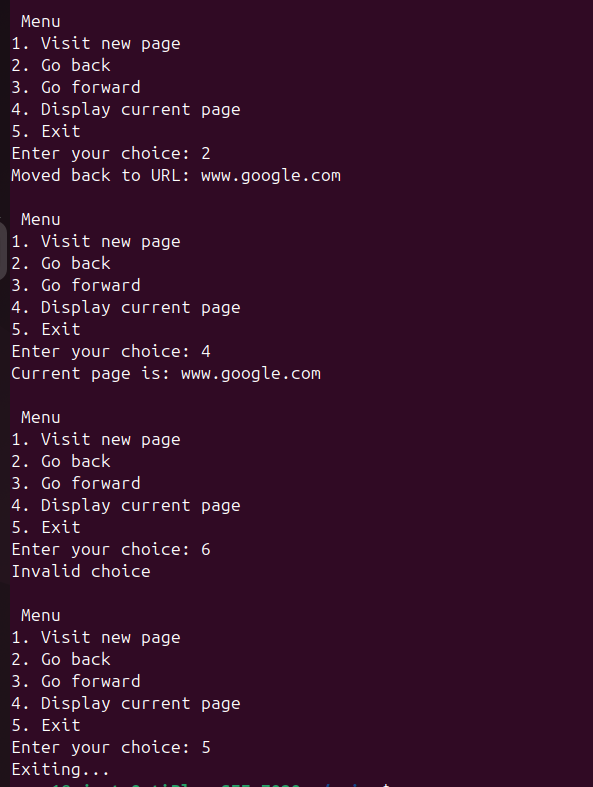 Menu
1. Visit new page
2. Go back
3. Go forward
4. Display current page
5. Exit
Enter your choice: 2
Moved back to URL: www.google.com
Menu
1. Visit new page
2. Go back
3. Go forward
4. Display current page
5. Exit
Enter your choice: 4
Current page is: www.google.com
Menu
1. Visit new page
2. Go back
3. Go forward
4. Display current page
5. Exit
Enter your choice: 6
Invalid choice
Menu
1. Visit new page
2. Go back
3. Go forward
4. Display current page
5. Exit
Enter your choice: 5
Exiting...